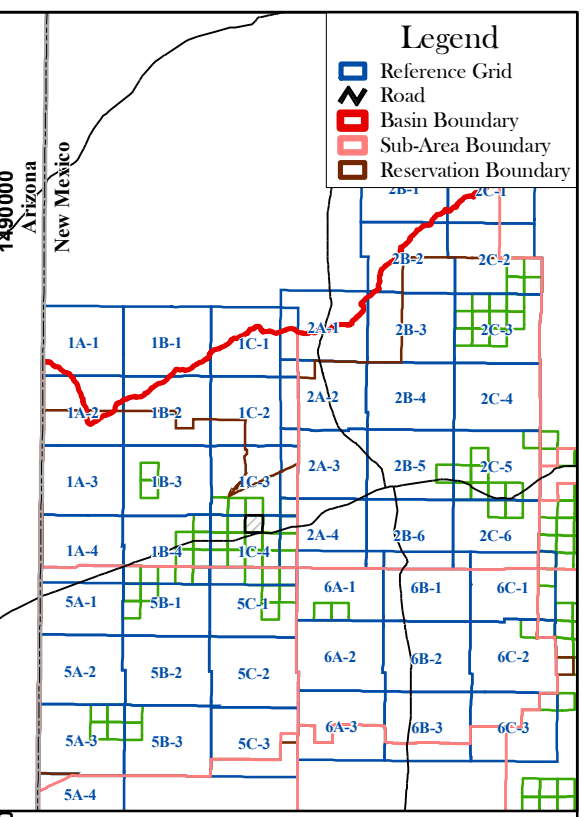 Legend
Reference Grid
Road
Basin Boundary
Sub-Area Boundary
Reservation Boundary
1490000
Arizona
New Mexico
2B-1 2C-1
2B-2 2C-2
1A-1 1B-1 1C-1 2A-1 2B-3 2C-3
1A-2 1B-2 1C-2 2A-2 2B-4 2C-4
1A-3 1B-3 1C-3 2A-3 2B-5 2C-5
1A-4 1B-4 1C-4 2A-4 2B-6 2C-6
5A-1 5B-1 5C-1 6A-1 6B-1 6C-1
5A-2 5B-2 5C-2 6A-2 6B-2 6C-2
5A-3 5B-3 5C-3 6A-3 6B-3 6C-3
5A-4